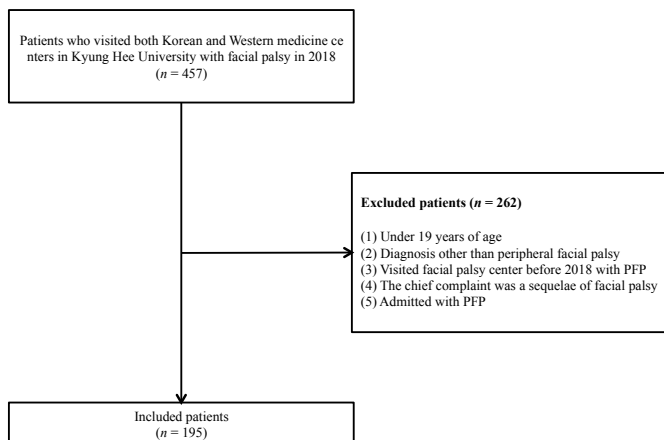 Patients who visited both Korean and Western medicine ce
nters in Kyung Hee University with facial palsy in 2018
(n = 457)
Excluded patients (n = 262)
(1) Under 19 years of age
(2) Diagnosis other than peripheral facial palsy
(3) Visited facial palsy center before 2018 with PFP
(4) The chief complaint was a sequelae of facial palsy
(5) Admitted with PFP
Included patients
(n = 195)